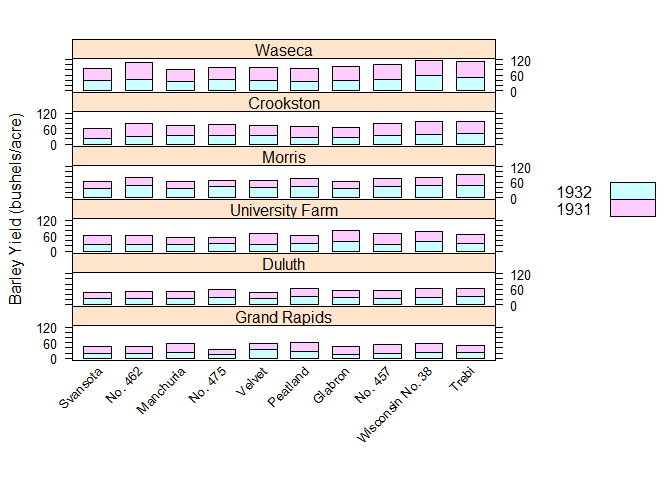 Waseca
120
60
0
Crookston
120
60
0
Morris
120
60
0
University Farm
120
60
0
Duluth
120
60
0
Grand Rapids
120
60
0
Barley Yield (bushels/acre)
Svansota
No. 462
Manchuria
No. 475
Velvet
Peatland
Glabron
No. 457
Wisconsin No. 38
Trebi
1932
1931